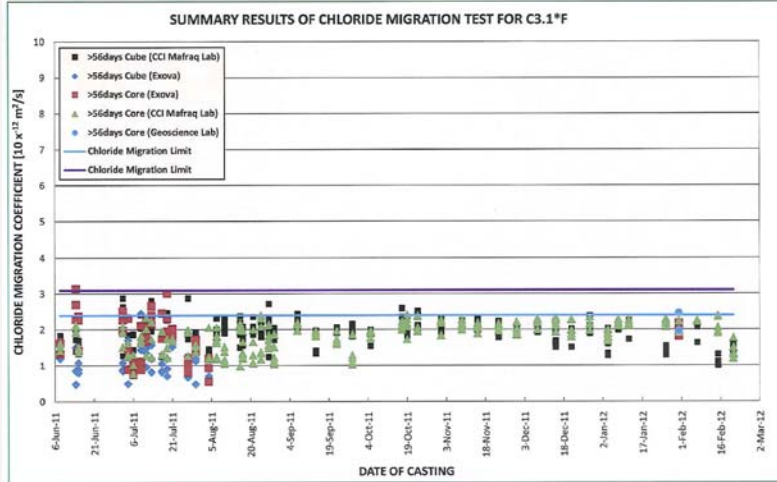 SUMMARY RESULTS OF CHLORIDE MIGRATION TEST FOR C3.1*F
10
9
8
7
6
5
4
3
2
1
0
CHLORIDE MIGRATION COEFFICIENT [10 x⁻¹² m²/s]
>56days Cube (CCI Mafraq Lab)
>56days Cube (Exova)
>56days Core (Exova)
>56days Core (CCI Mafraq Lab)
>56days Core (Geoscience Lab)
Chloride Migration Limit
Chloride Migration Limit
6-Jun-11
21-Jun-11
6-Jul-11
21-Jul-11
5-Aug-11
20-Aug-11
4-Sep-11
19-Sep-11
4-Oct-11
19-Oct-11
3-Nov-11
18-Nov-11
3-Dec-11
18-Dec-11
2-Jan-12
17-Jan-12
1-Feb-12
16-Feb-12
2-Mar-12
DATE OF CASTING